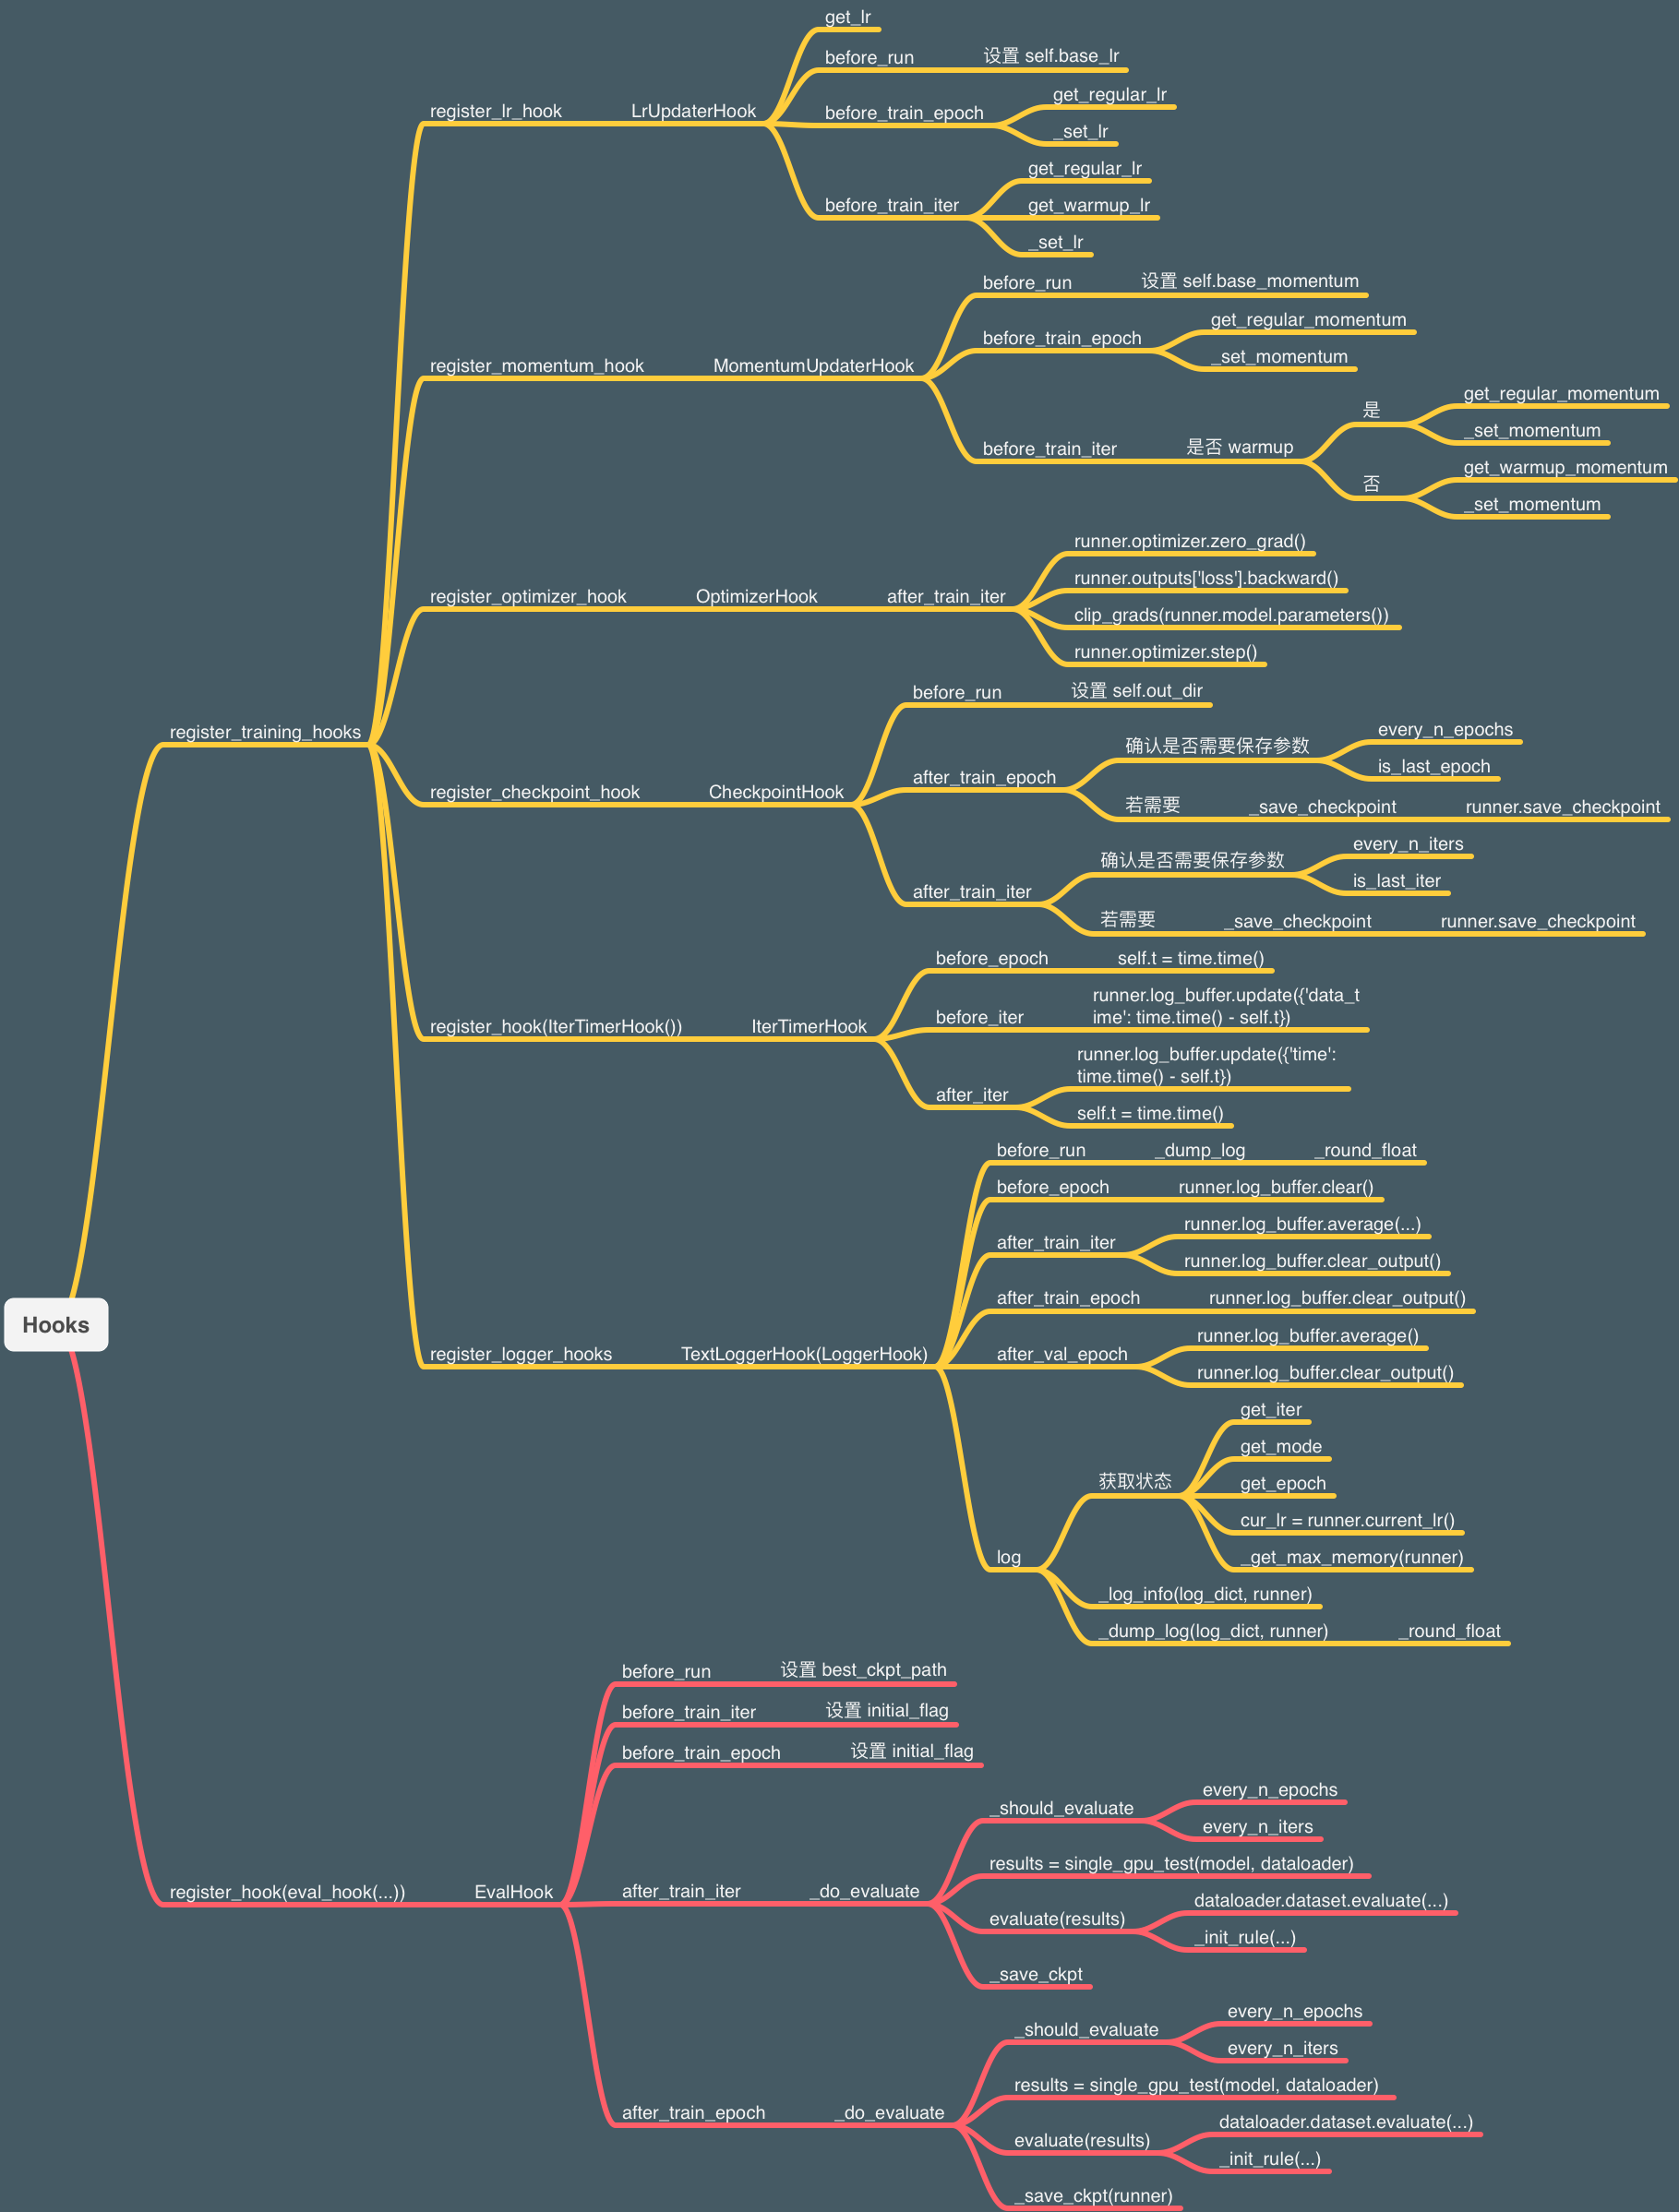 get_lr
before_run
设置 self.base_lr
before_train_epoch
get_regular_lr
_set_lr
register_lr_hook
LrUpdaterHook
before_train_iter
get_regular_lr
get_warmup_lr
_set_lr
before_run
设置 self.base_momentum
before_train_epoch
get_regular_momentum
_set_momentum
register_momentum_hook
MomentumUpdaterHook
before_train_iter
是否 warmup
是
get_regular_momentum
_set_momentum
否
get_warmup_momentum
_set_momentum
register_optimizer_hook
OptimizerHook
after_train_iter
runner.optimizer.zero_grad()
runner.outputs['loss'].backward()
clip_grads(runner.model.parameters())
runner.optimizer.step()
register_training_hooks
register_checkpoint_hook
CheckpointHook
before_run
设置 self.out_dir
after_train_epoch
确认是否需要保存参数
every_n_epochs
is_last_epoch
若需要
_save_checkpoint
runner.save_checkpoint
after_train_iter
确认是否需要保存参数
every_n_iters
is_last_iter
若需要
_save_checkpoint
runner.save_checkpoint
register_hook(IterTimerHook())
IterTimerHook
before_epoch
self.t = time.time()
before_iter
runner.log_buffer.update({'data_t
ime': time.time() - self.t})
after_iter
runner.log_buffer.update({'time':
time.time() - self.t})
self.t = time.time()
register_logger_hooks
TextLoggerHook(LoggerHook)
before_run
_dump_log
_round_float
before_epoch
runner.log_buffer.clear()
after_train_iter
runner.log_buffer.average(...)
runner.log_buffer.clear_output()
after_train_epoch
runner.log_buffer.clear_output()
after_val_epoch
runner.log_buffer.average()
runner.log_buffer.clear_output()
log
获取状态
get_iter
get_mode
get_epoch
cur_lr = runner.current_lr()
_get_max_memory(runner)
_log_info(log_dict, runner)
_dump_log(log_dict, runner)
_round_float
Hooks
register_hook(eval_hook(...))
EvalHook
before_run
设置 best_ckpt_path
before_train_iter
设置 initial_flag
before_train_epoch
设置 initial_flag
after_train_iter
_do_evaluate
_should_evaluate
every_n_epochs
every_n_iters
results = single_gpu_test(model, dataloader)
evaluate(results)
dataloader.dataset.evaluate(...)
_init_rule(...)
_save_ckpt
after_train_epoch
_do_evaluate
_should_evaluate
every_n_epochs
every_n_iters
results = single_gpu_test(model, dataloader)
evaluate(results)
dataloader.dataset.evaluate(...)
_init_rule(...)
_save_ckpt(runner)